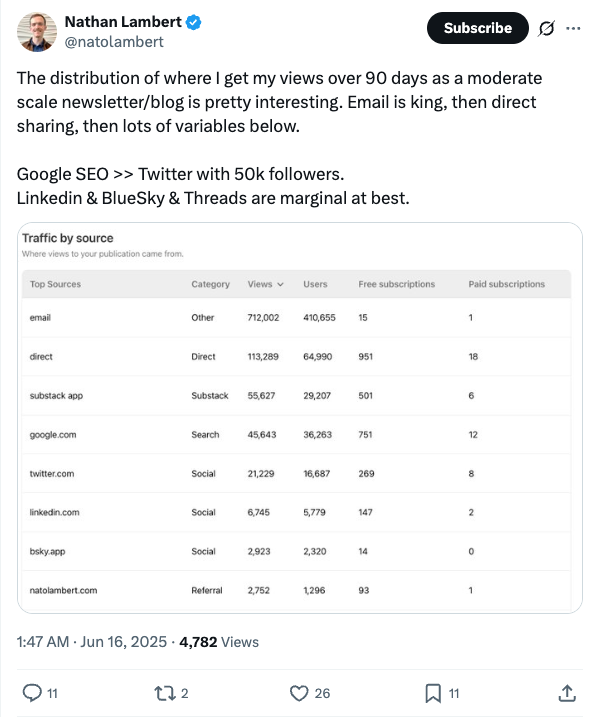 Nathan Lambert
@natolambert
Subscribe
The distribution of where I get my views over 90 days as a moderate
scale newsletter/blog is pretty interesting. Email is king, then direct
sharing, then lots of variables below.
Google SEO >> Twitter with 50k followers.
Linkedin & BlueSky & Threads are marginal at best.
Traffic by source
Where views to your publication came from.
Top Sources Category Views Users Free subscriptions Paid subscriptions
email Other 712,002 410,655 15 1
direct Direct 113,289 64,990 951 18
substack app Substack 55,627 29,207 501 6
google.com Search 45,643 36,263 751 12
twitter.com Social 21,229 16,687 269 8
linkedin.com Social 6,745 5,779 147 2
bsky.app Social 2,923 2,320 14 0
natolambert.com Referral 2,752 1,296 93 1
1:47 AM · Jun 16, 2025 · 4,782 Views
11 2 26 11